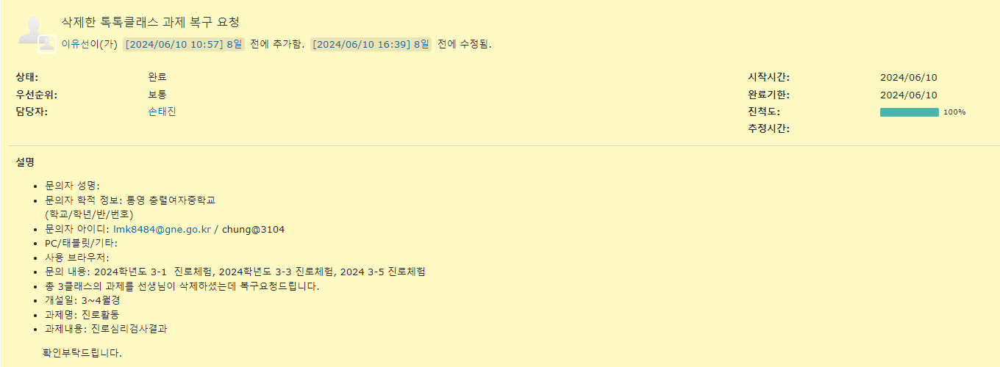 삭제한 톡톡클래스 과제 복구 요청
이유선이(가) [2024/06/10 10:57] 8일 전에 추가함. [2024/06/10 16:39] 8일 전에 수정됨.
상태: 완료 시작시간: 2024/06/10
우선순위: 보통 완료기한: 2024/06/10
담당자: 손태진 진척도: 100%
추정시간:
설명
• 문의자 성명:
• 문의자 학적 정보: 통영 충렬여자중학교
(학교/학년/반/번호)
• 문의자 아이디: lmk8484@gne.go.kr / chung@3104
• PC/태블릿/기타:
• 사용 브라우저:
• 문의 내용: 2024학년도 3-1 진로체험, 2024학년도 3-3 진로체험, 2024 3-5 진로체험
• 총 3클래스의 과제를 선생님이 삭제하셨는데 복구요청드립니다.
• 개설일: 3~4월경
• 과제명: 진로활동
• 과제내용: 진로심리검사결과
확인부탁드립니다.